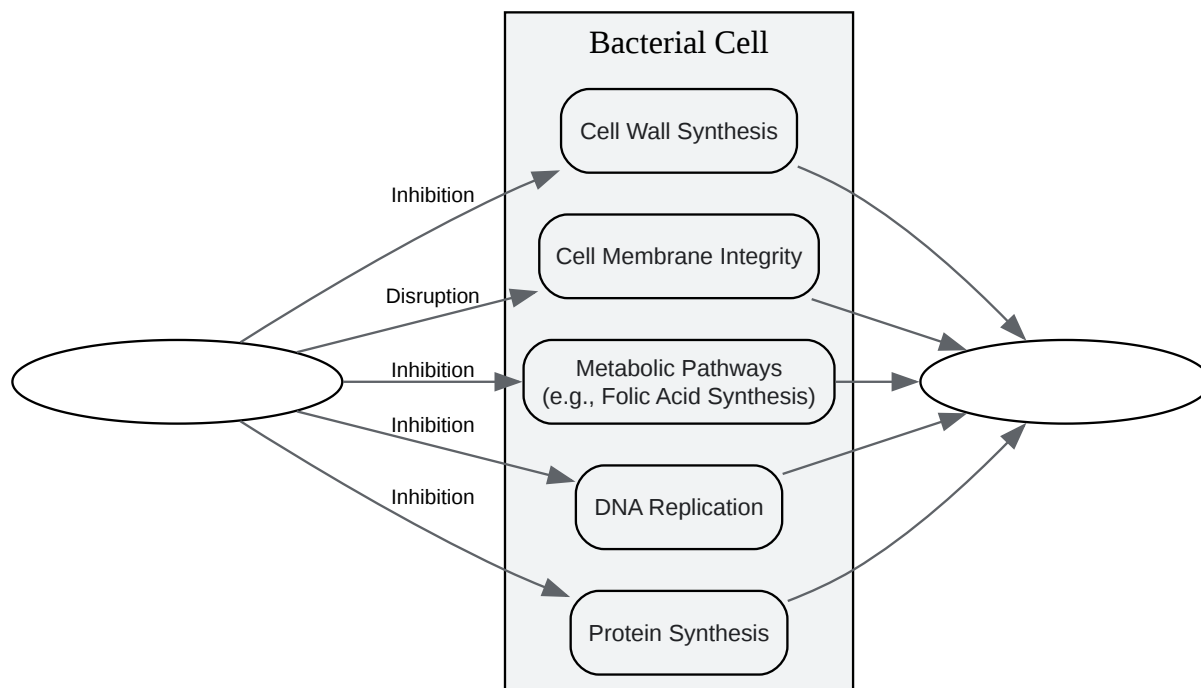 Bacterial Cell
Cell Wall Synthesis
Inhibition
Cell Membrane Integrity
Disruption
Inhibition
Metabolic Pathways
(e.g., Folic Acid Synthesis)
Inhibition
DNA Replication
Inhibition
Protein Synthesis